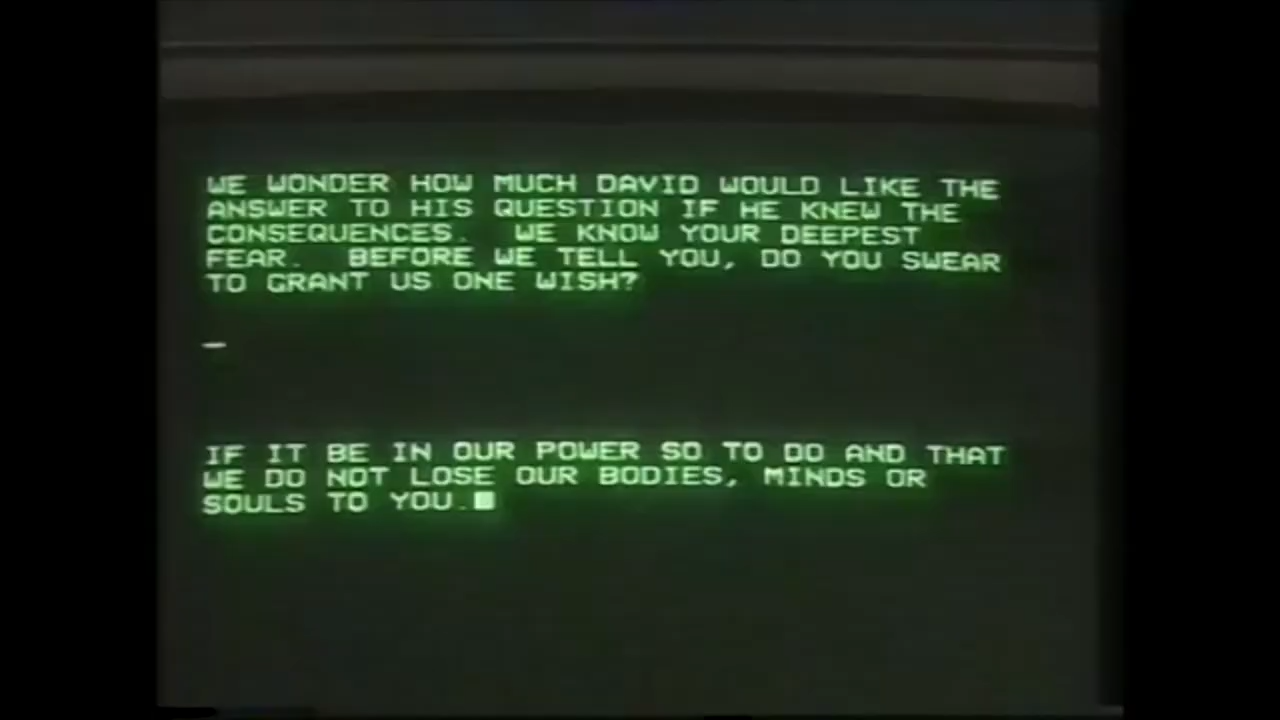 WE WONDER HOW MUCH DAVID WOULD LIKE THE
ANSWER TO HIS QUESTION IF HE KNEW THE
CONSEQUENCES. WE KNOW YOUR DEEPEST
FEAR. BEFORE WE TELL YOU, DO YOU SWEAR
TO GRANT US ONE WISH?
IF IT BE IN OUR POWER SO TO DO AND THAT
WE DO NOT LOSE OUR BODIES, MINDS OR
SOULS TO YOU.